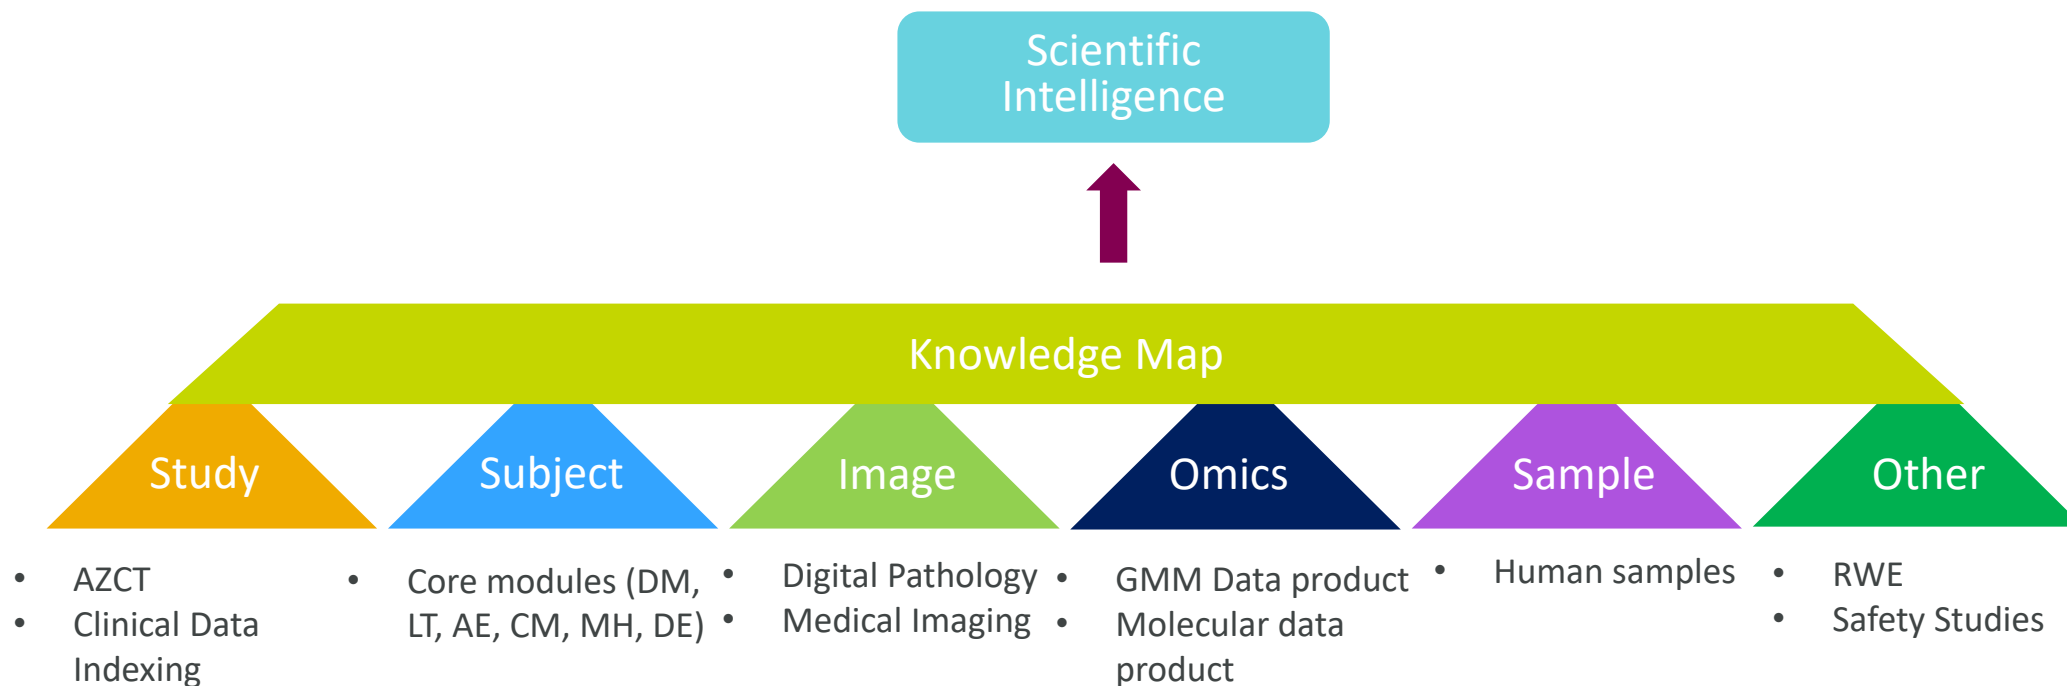 Scientific
Intelligence
Knowledge Map
Study
Subject
Image
Omics
Sample
Other
• AZCT
• Clinical Data
Indexing
• Core modules (DM,
LT, AE, CM, MH, DE)
• Digital Pathology
• Medical Imaging
• GMM Data product
• Molecular data
product
• Human samples
• RWE
• Safety Studies